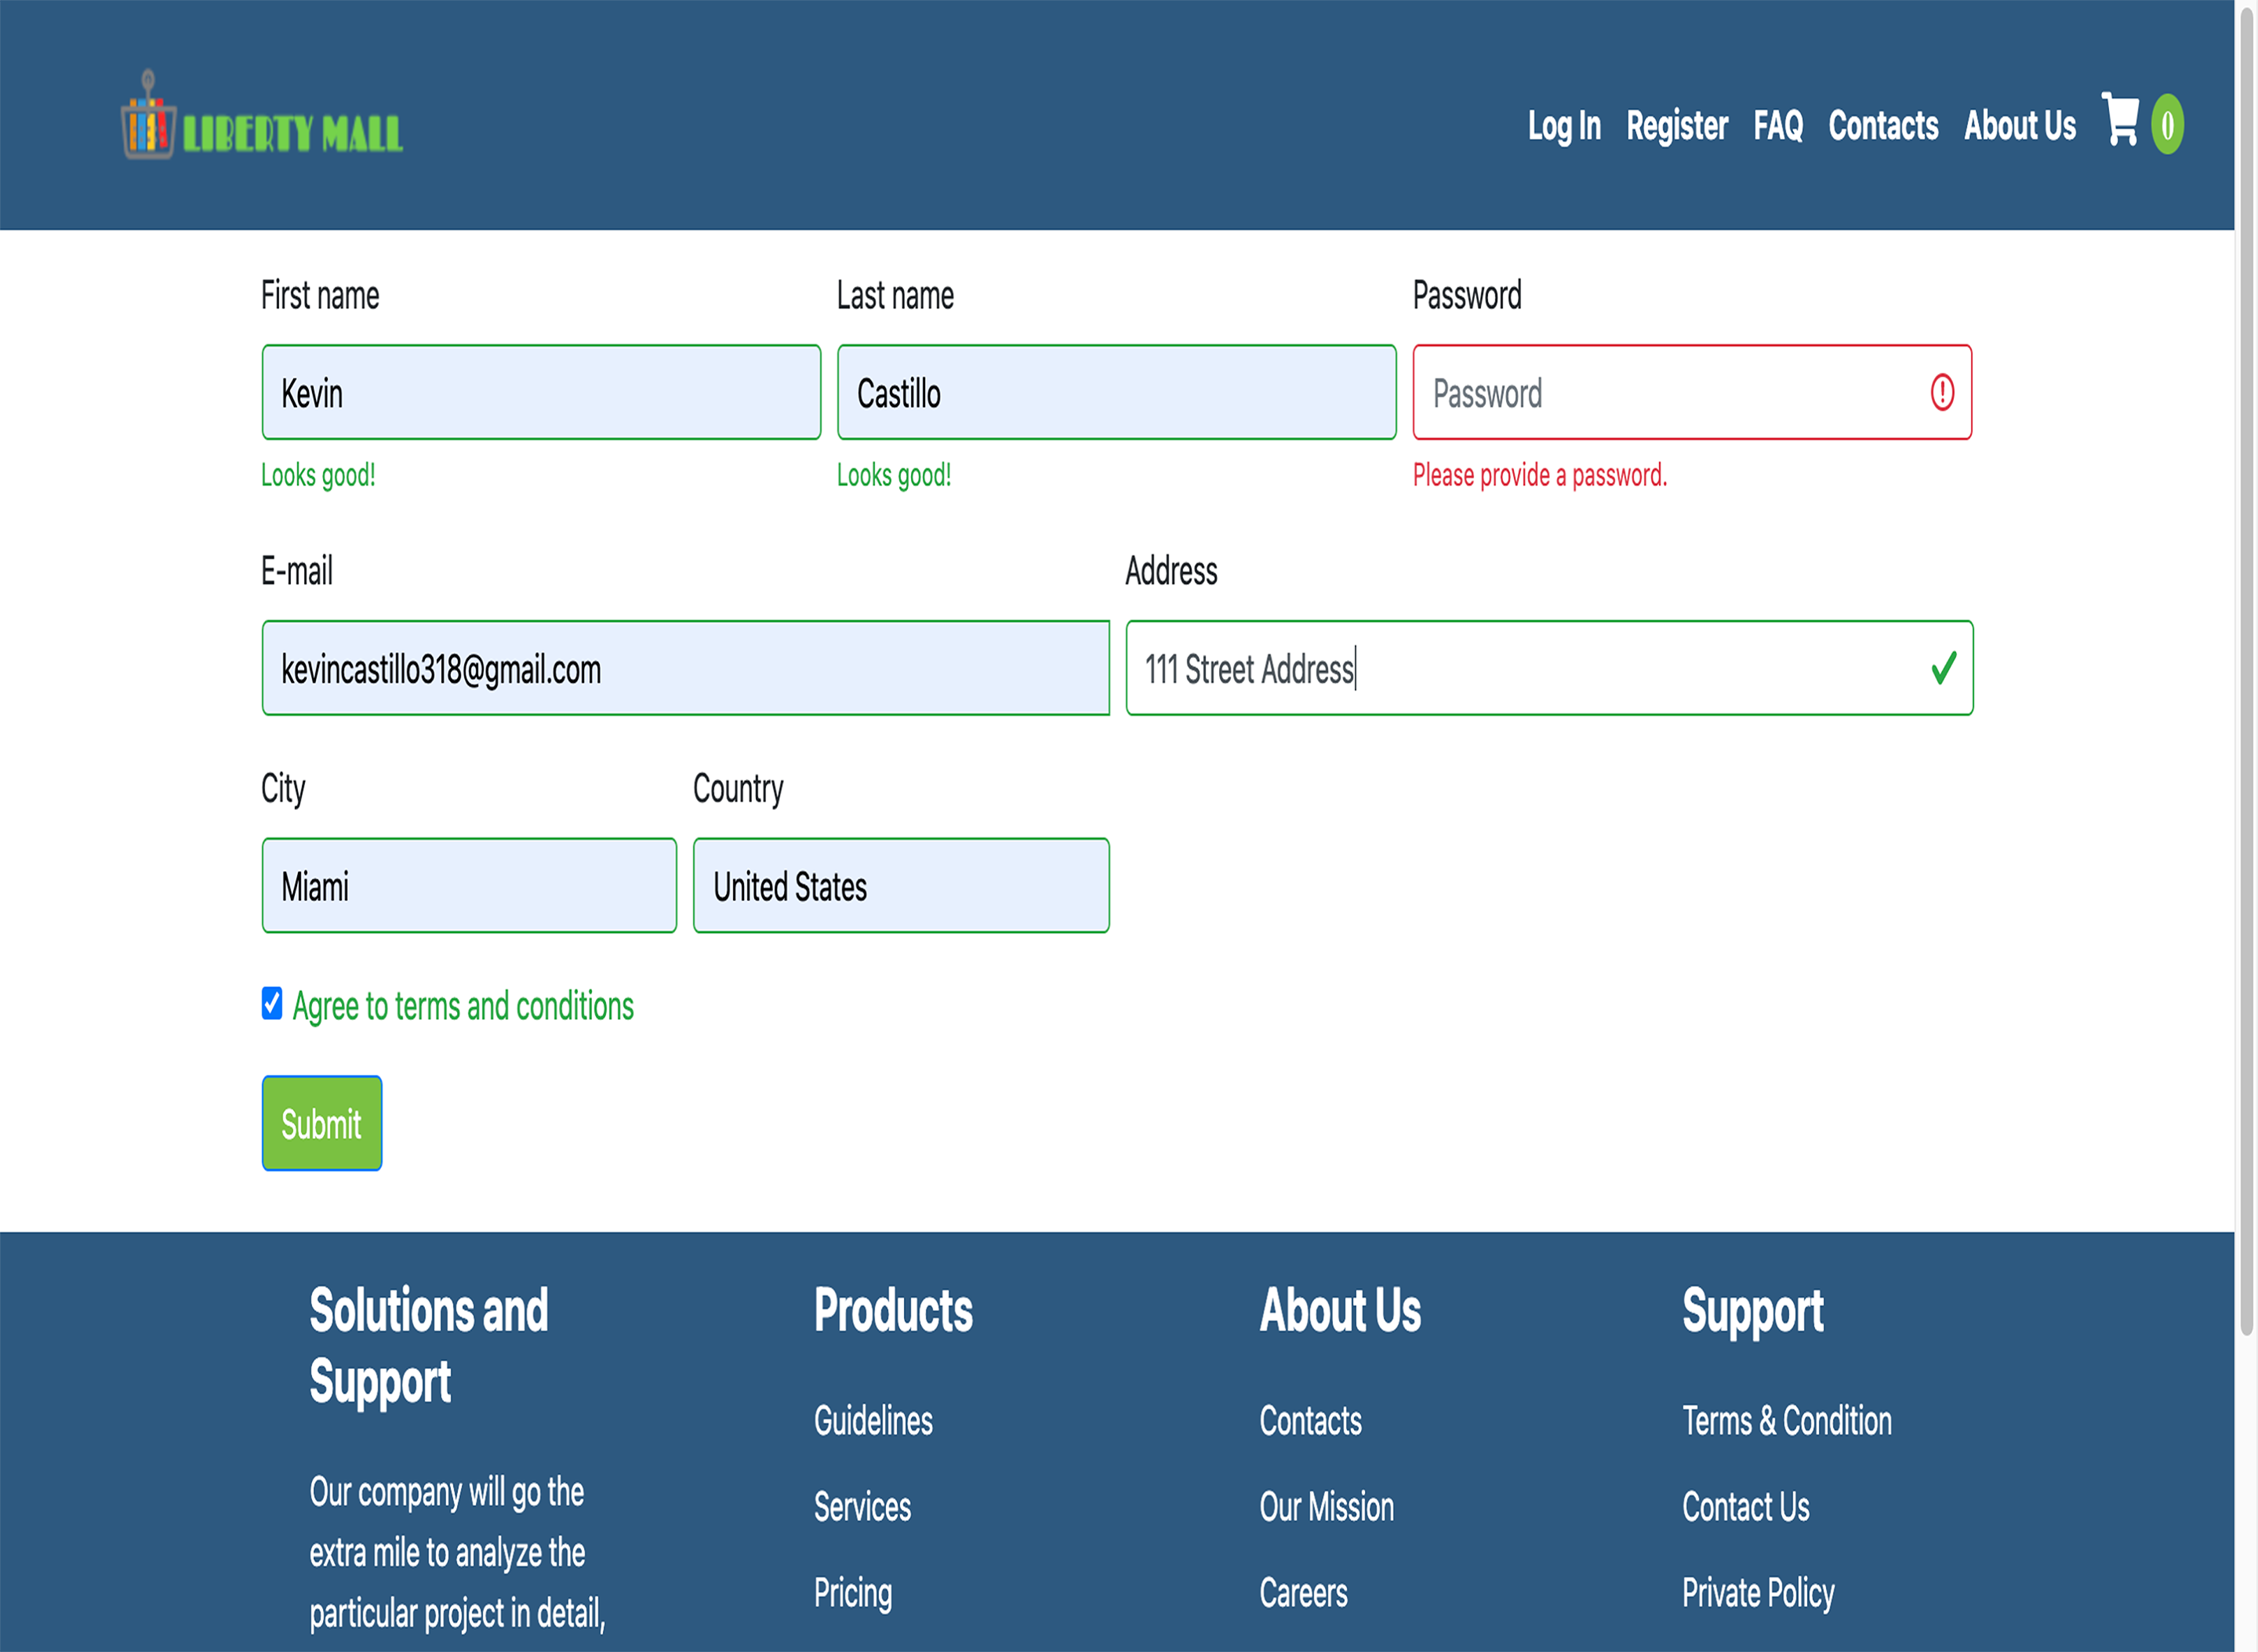 LIBERTY MALL
Log In Register FAQ Contacts About Us 0
First name Last name Password
Kevin Castillo Password
Looks good! Looks good! Please provide a password.
E-mail Address
kevincastillo318@gmail.com 111 Street Address
City Country
Miami United States
Agree to terms and conditions
Submit
Solutions and
Support
Our company will go the
extra mile to analyze the
particular project in detail,
Products
Guidelines
Services
Pricing
About Us
Contacts
Our Mission
Careers
Support
Terms & Condition
Contact Us
Private Policy